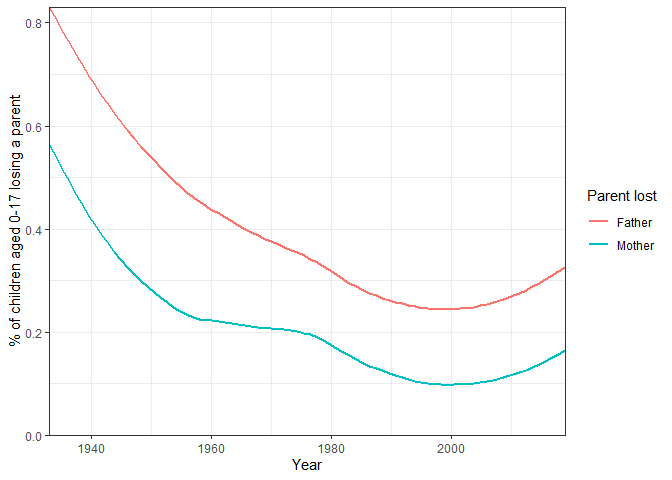 % of children aged 0-17 losing a parent
0.8
0.6
0.4
0.2
0.0
1940 1960 1980 2000
Year
Parent lost
Father
Mother